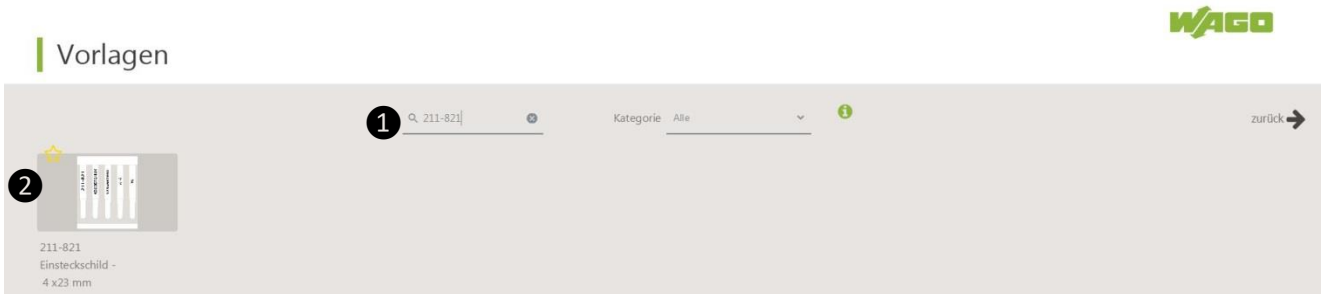 WAGO
Vorlagen
1
211-821
Kategorie Alle
zurück
2
211-821
Einsteckschild -
4 x23 mm